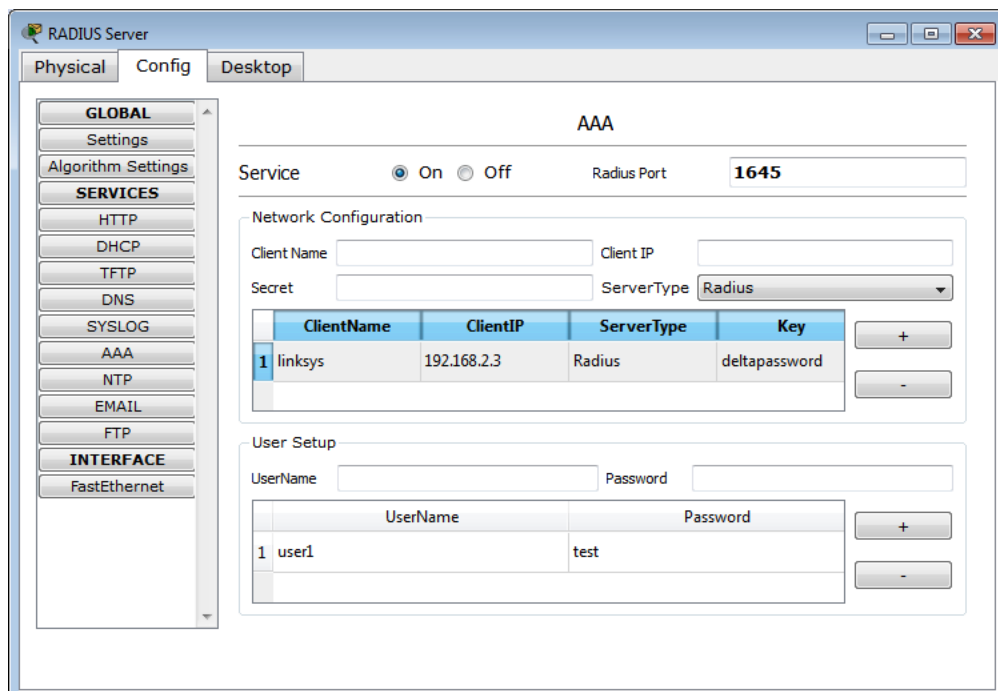 RADIUS Server
Physical Config Desktop
GLOBAL
Settings
Algorithm Settings
SERVICES
HTTP
DHCP
TFTP
DNS
SYSLOG
AAA
NTP
EMAIL
FTP
INTERFACE
FastEthernet
AAA
Service On Off Radius Port 1645
Network Configuration
Client Name Client IP
Secret ServerType Radius
ClientName ClientIP ServerType Key
1 linksys 192.168.2.3 Radius deltapassword
+
-
User Setup
UserName Password
UserName Password
1 user1 test
+
-